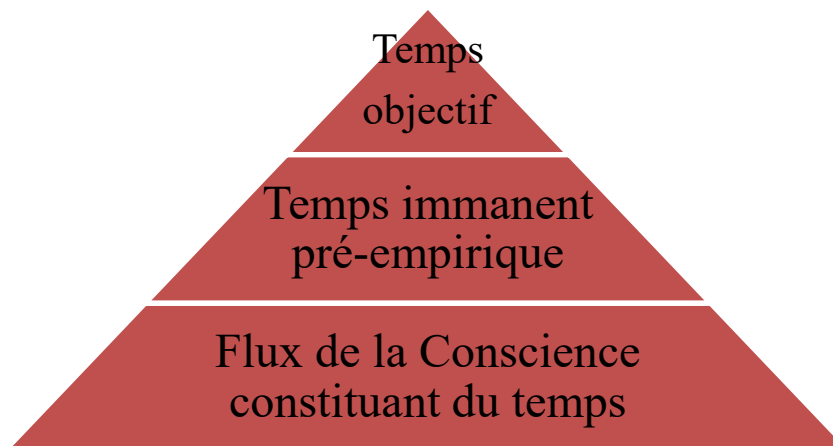 Temps
objectif
Temps immanent
pré-empirique
Flux de la Conscience
constituant du temps